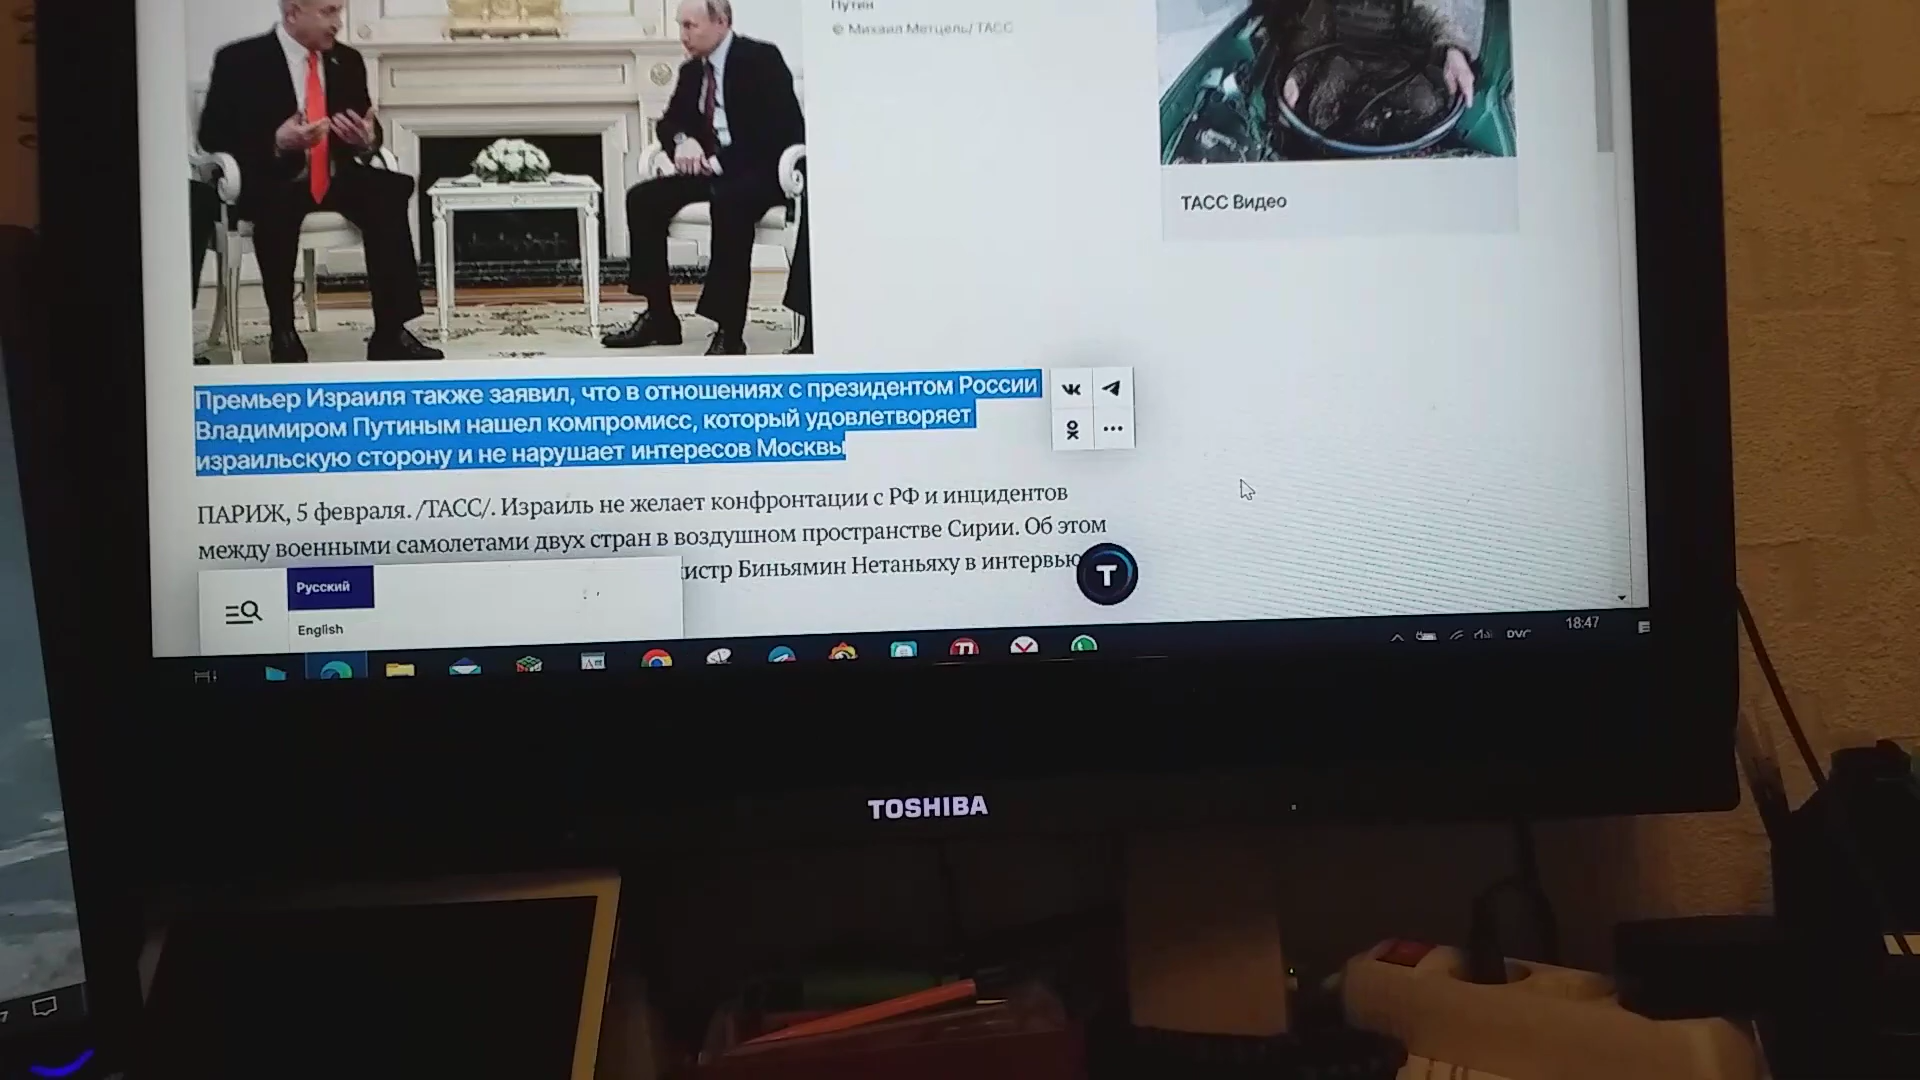 Путин
© Михаил Метцель/ТАСС
ТАСС Видео
Премьер Израиля также заявил, что в отношениях с президентом России
Владимиром Путиным нашел компромисс, который удовлетворяет
израильскую сторону и не нарушает интересов Москвы
ПАРИЖ, 5 февраля. /ТАСС/. Израиль не желает конфронтации с РФ и инцидентов
между военными самолетами двух стран в воздушном пространстве Сирии. Об этом
Биньямин Нетаньяху в интервью
Русский
English
T
18:47
TOSHIBA
7